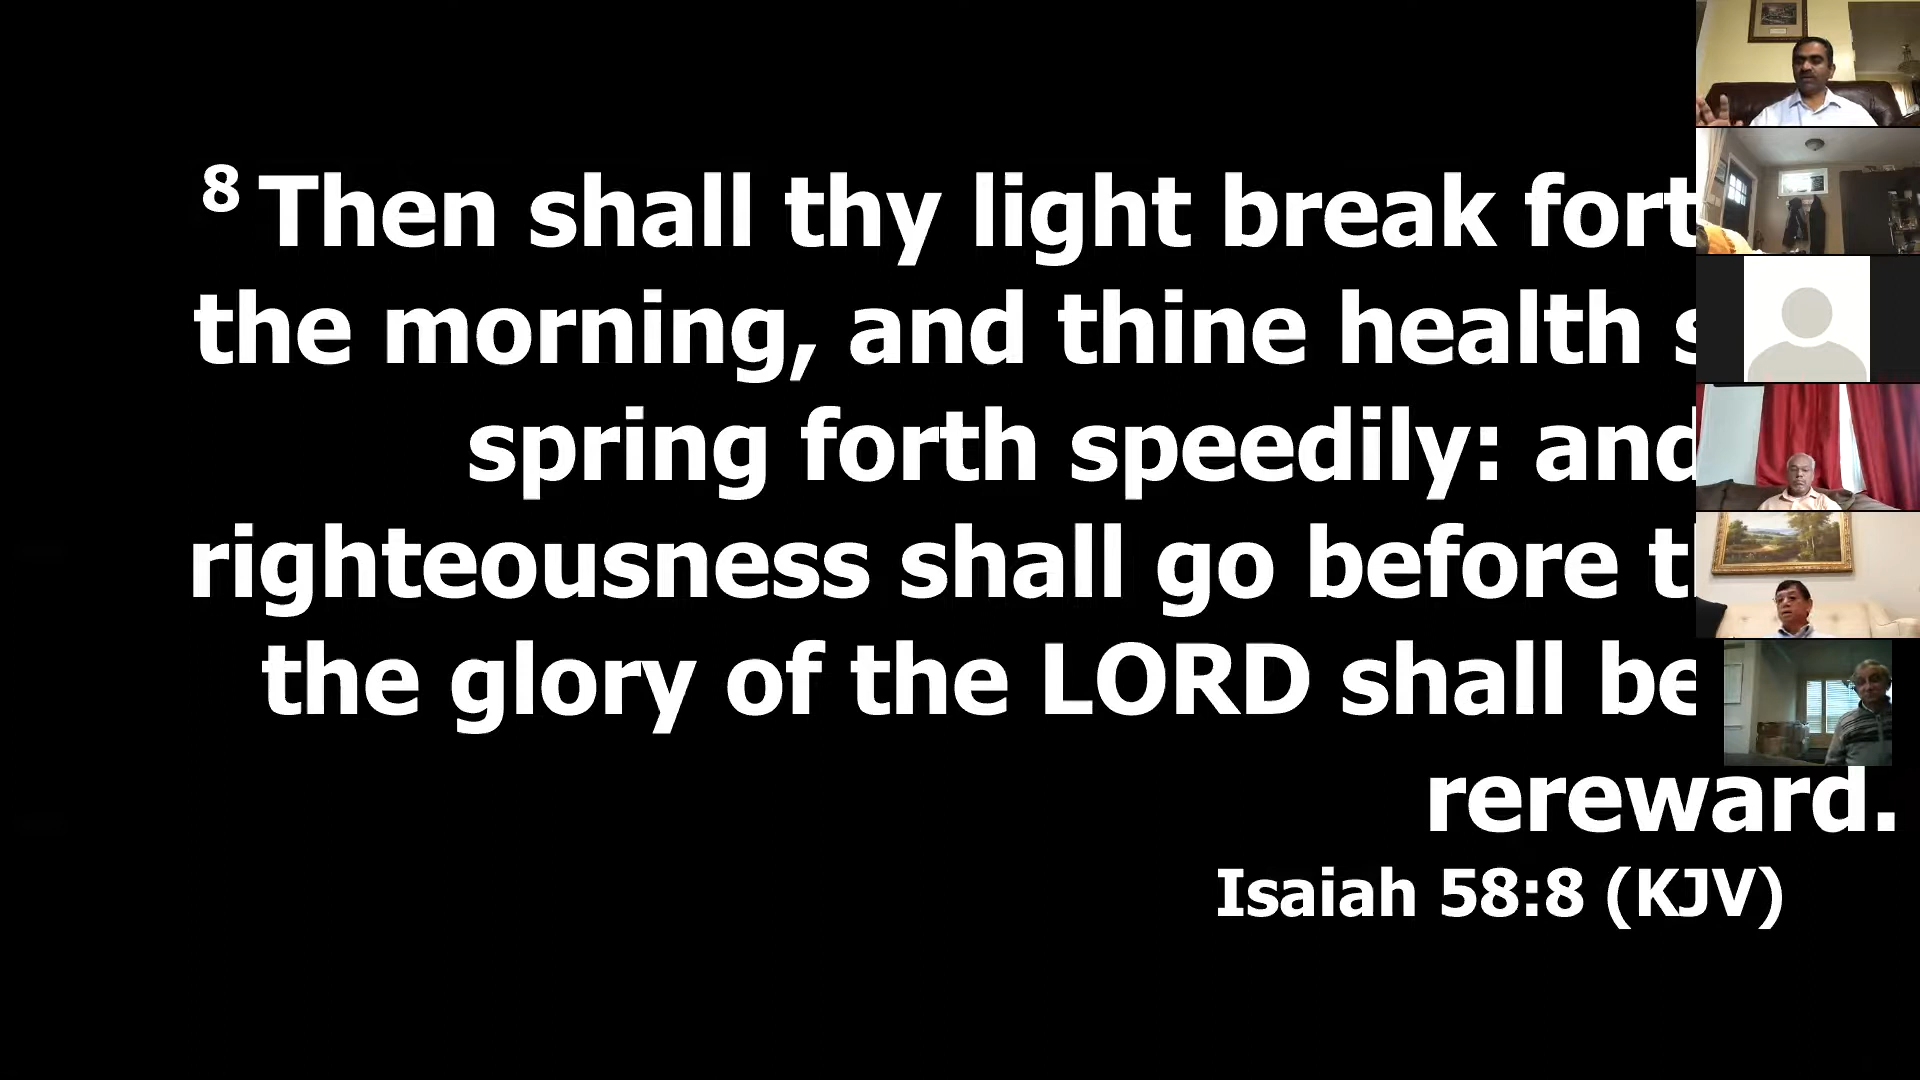 8 Then shall thy light break fort
the morning, and thine health s
spring forth speedily: and
righteousness shall go before t
the glory of the LORD shall be
rereward.
Isaiah 58:8 (KJV)